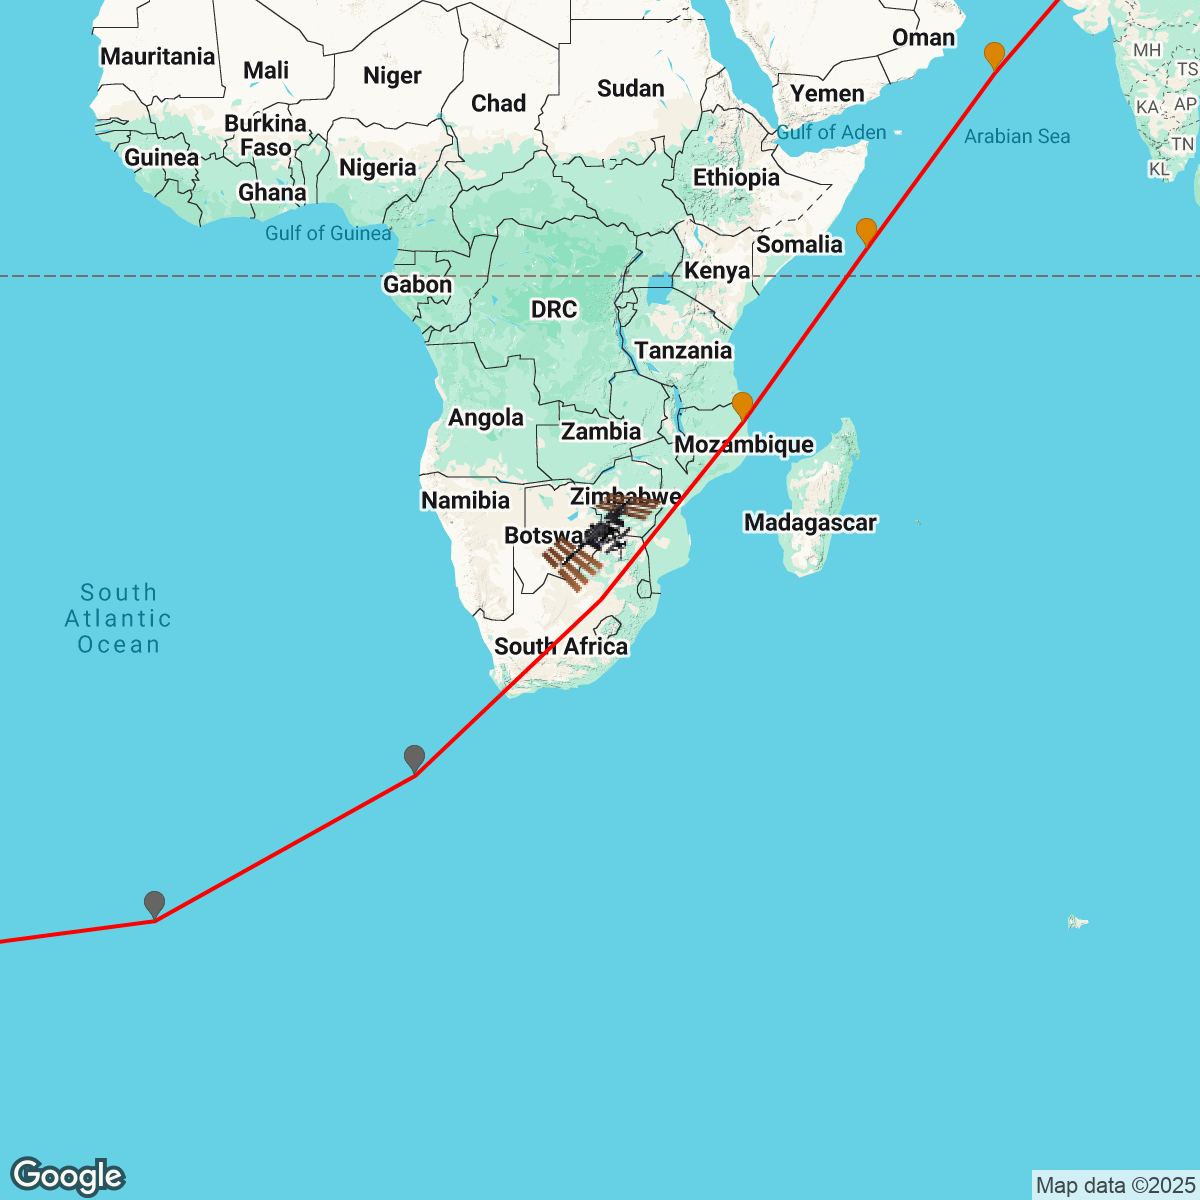 Oman
MH
Mauritania
Mali
Niger
TS
Sudan
Chad
Yemen
KA
AP
Burkina
Faso
Gulf of Aden
Arabian Sea
TN
Guinea
Nigeria
KL
Ethiopia
Ghana
Gulf of Guinea
Somalia
Kenya
Gabon
DRC
Tanzania
Angola
Zambia
Mozambique
Namibia
Zimbabwe
Madagascar
South
Atlantic
Ocean
South Africa
Google
Map data ©2025